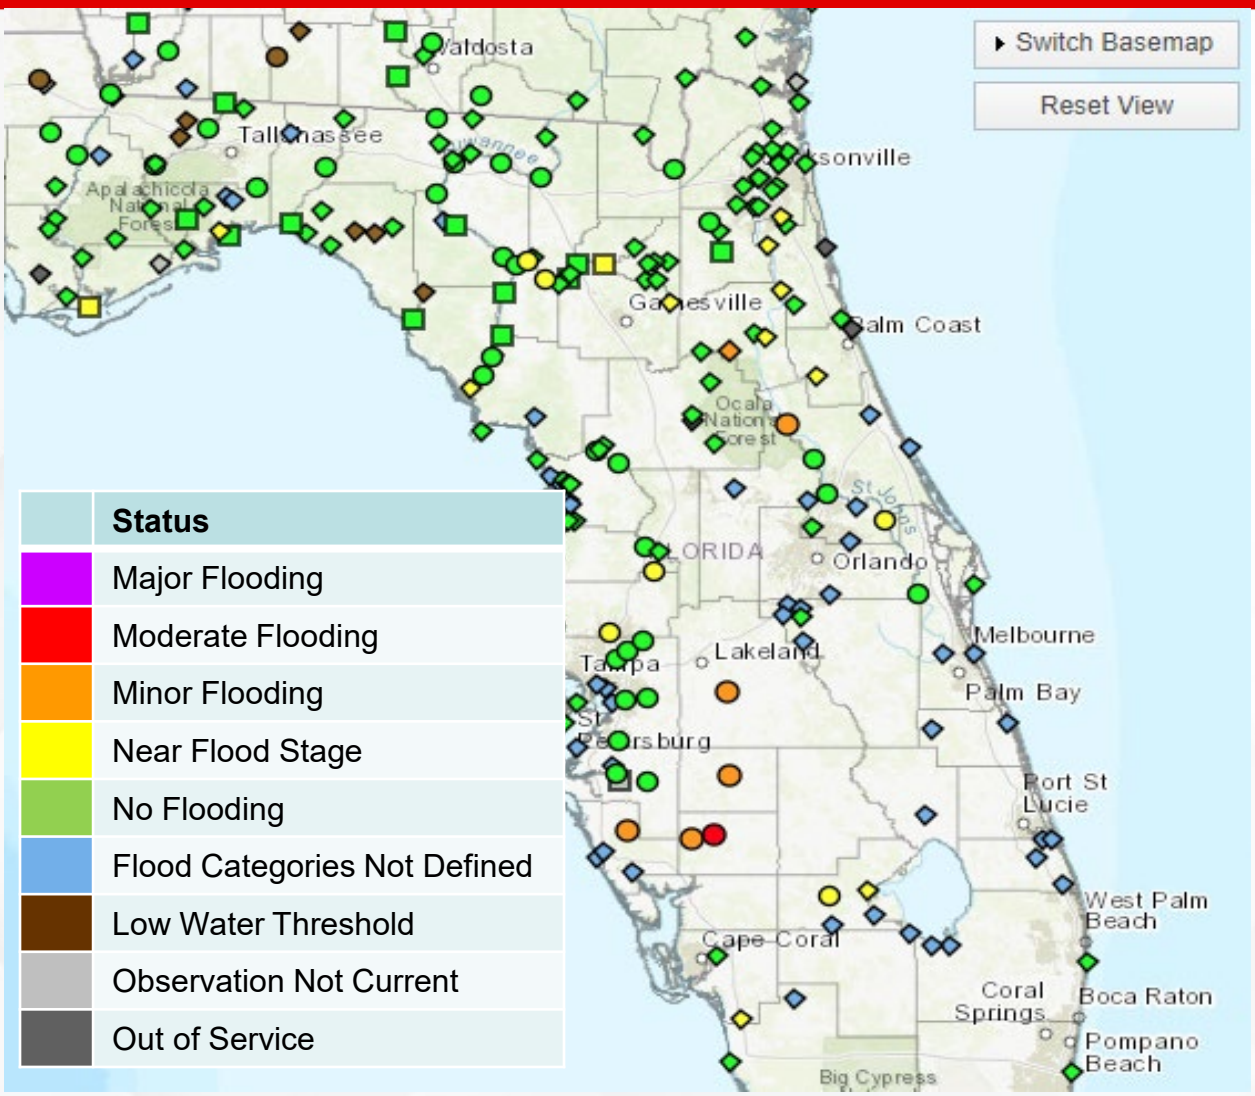 Switch Basemap
Reset View
Valdosta
Tallahassee
Suwannee
Apalachicola
National
Forest
Gainesville
Palm Coast
Ocala
National
Forest
St Johns
FLORIDA
Orlando
Melbourne
Palm Bay
Lakeland
Tampa
St
Petersburg
Port St
Lucie
West Palm
Beach
Cape Coral
Coral
Springs
Boca Raton
Pompano
Beach
Big Cypress
Status
Major Flooding
Moderate Flooding
Minor Flooding
Near Flood Stage
No Flooding
Flood Categories Not Defined
Low Water Threshold
Observation Not Current
Out of Service